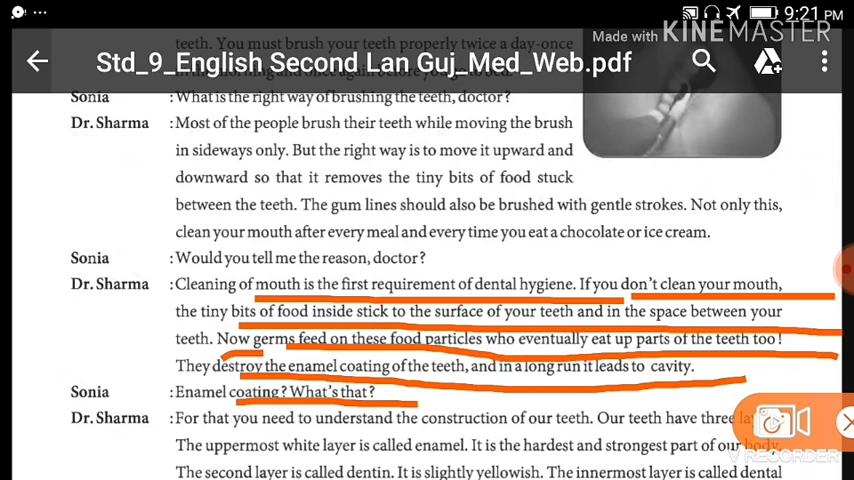 9:21 PM
Made with KINEMASTER
Std_9_English Second Lan Guj_Med_Web.pdf
teeth. You must brush your teeth properly twice a day-once
in the morning and once again before you go to bed.
Sonia : What is the right way of brushing the teeth, doctor?
Dr. Sharma : Most of the people brush their teeth while moving the brush
in sideways only. But the right way is to move it upward and
downward so that it removes the tiny bits of food stuck
between the teeth. The gum lines should also be brushed with gentle strokes. Not only this,
clean your mouth after every meal and every time you eat a chocolate or ice cream.
Sonia : Would you tell me the reason, doctor?
Dr. Sharma : Cleaning of mouth is the first requirement of dental hygiene. If you don't clean your mouth,
the tiny bits of food inside stick to the surface of your teeth and in the space between your
teeth. Now germs feed on these food particles who eventually eat up parts of the teeth too!
They destroy the enamel coating of the teeth, and in a long run it leads to cavity.
Sonia : Enamel coating? What's that?
Dr. Sharma : For that you need to understand the construction of our teeth. Our teeth have three
The uppermost white layer is called enamel. It is the hardest and strongest part of our body.
The second layer is called dentin. It is slightly yellowish. The innermost layer is called dental
VRECORDER